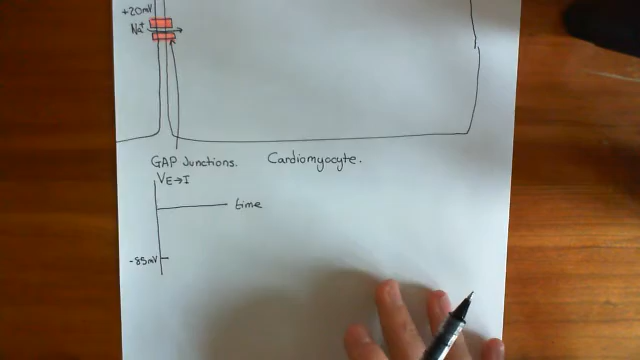 +20mV
Na+
GAP Junctions.
Cardiomyocyte.
VE→I
time
-85mV